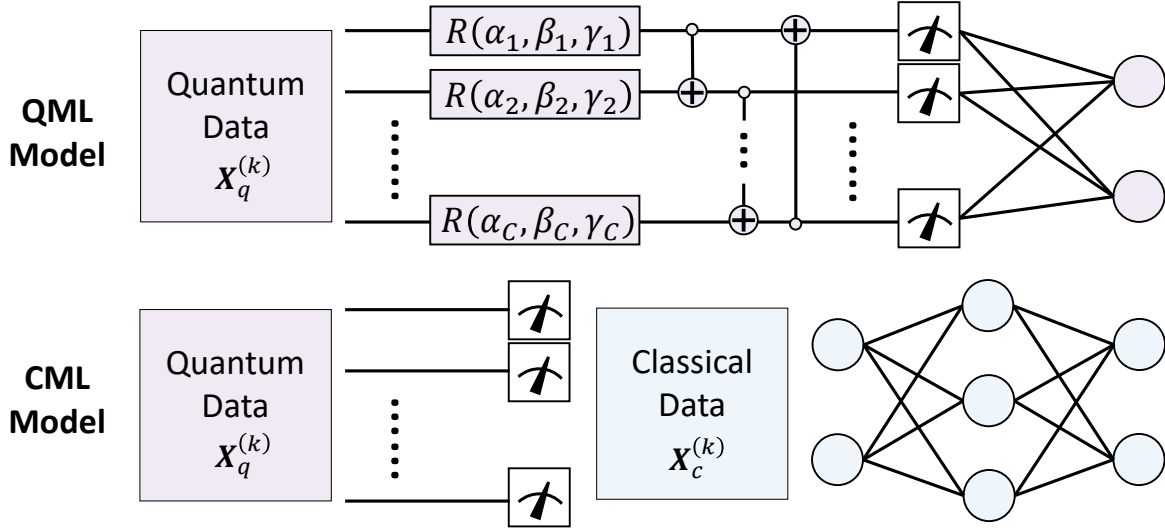 QML
Model
Quantum
Data
𝑿_q^{(k)}
R(α_1, β_1, γ_1)
R(α_2, β_2, γ_2)
R(α_C, β_C, γ_C)
CML
Model
Quantum
Data
𝑿_q^{(k)}
Classical
Data
𝑿_c^{(k)}